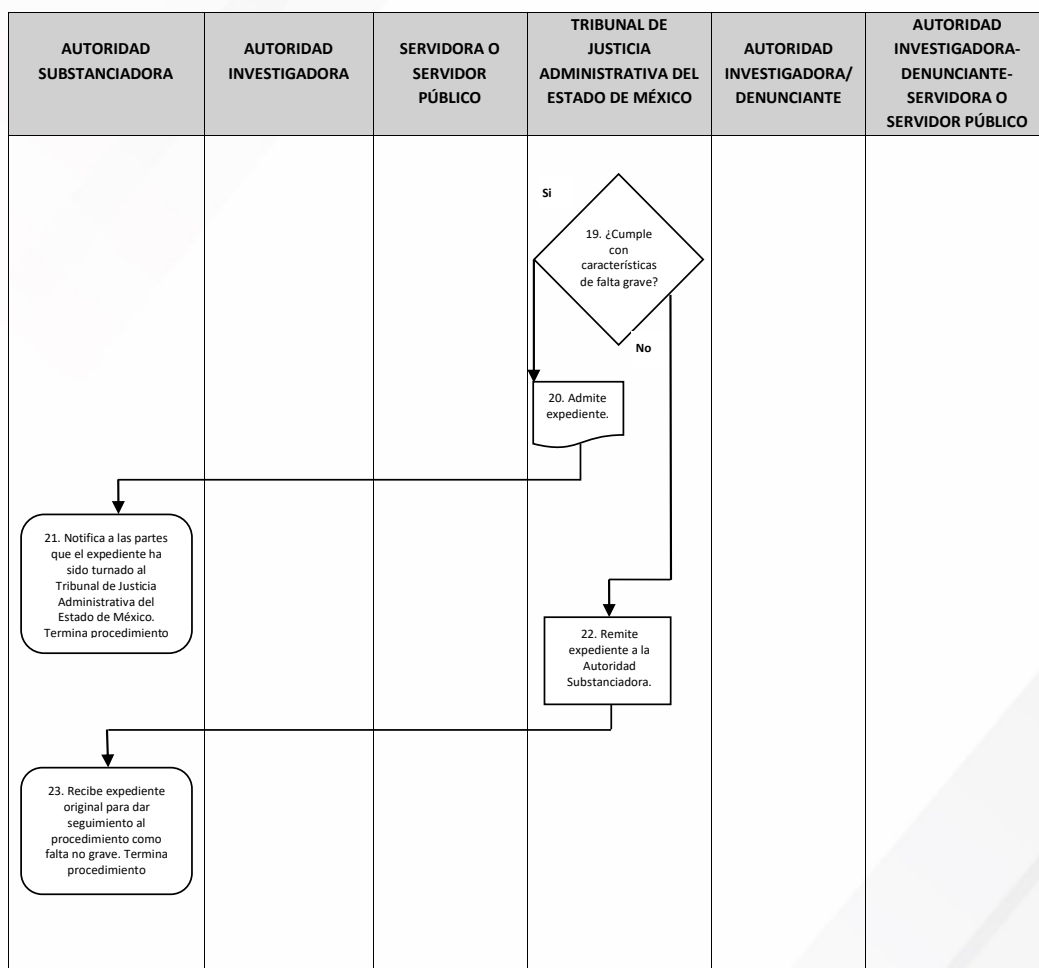 AUTORIDAD
SUBSTANCIADORA
AUTORIDAD
INVESTIGADORA
SERVIDORA O
SERVIDOR
PÚBLICO
TRIBUNAL DE
JUSTICIA
ADMINISTRATIVA DEL
ESTADO DE MÉXICO
AUTORIDAD
INVESTIGADORA/
DENUNCIANTE
AUTORIDAD
INVESTIGADORA-
DENUNCIANTE-
SERVIDORA O
SERVIDOR PÚBLICO
Si
19. ¿Cumple
con
características
de falta grave?
No
20. Admite
expediente.
21. Notifica a las partes
que el expediente ha
sido turnado al
Tribunal de Justicia
Administrativa del
Estado de México.
Termina procedimiento
22. Remite
expediente a la
Autoridad
Substanciadora.
23. Recibe expediente
original para dar
seguimiento al
procedimiento como
falta no grave. Termina
procedimiento